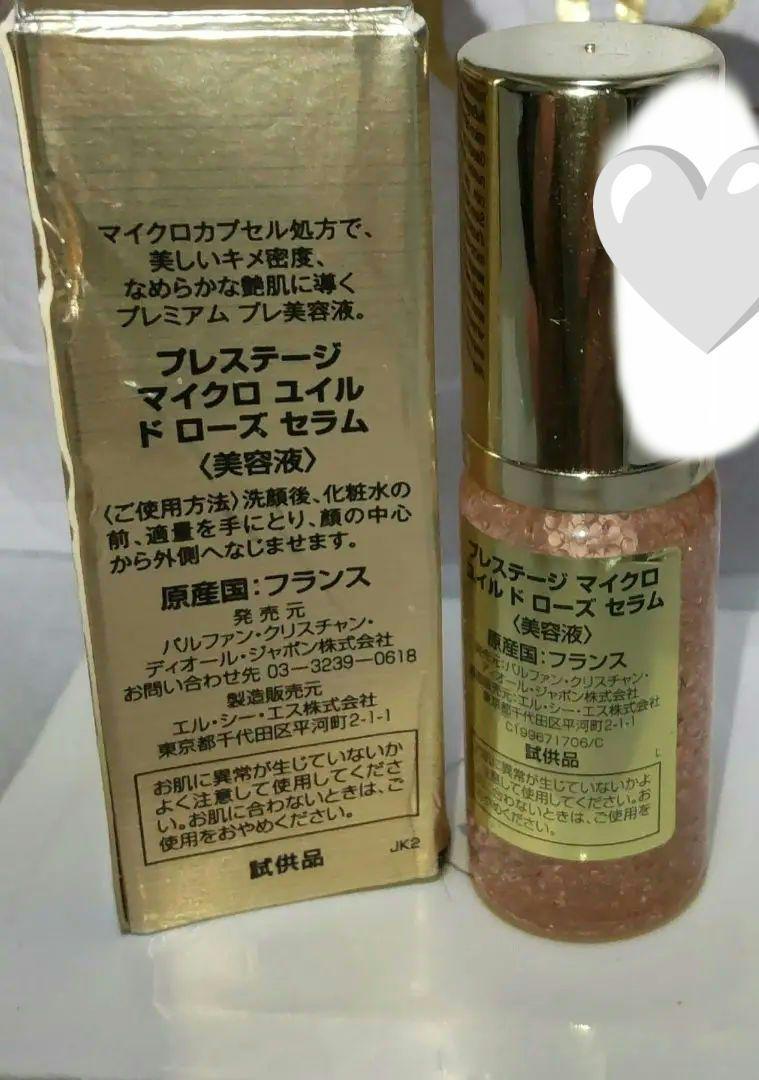 マイクロカプセル処方で、
美しいキメ密度、
なめらかな艶肌に導く
プレミアム プレ美容液。
プレステージ
マイクロ ユイル
ド ローズ セラム
〈美容液〉
〈ご使用方法〉洗顔後、化粧水の
前、適量を手にとり、顔の中心
から外側へなじませます。
原産国：フランス
発売元
パルファン・クリスチャン・
ディオール・ジャポン株式会社
お問い合わせ先 03-3239-0618
製造販売元
エル・シー・エス株式会社
東京都千代田区平河町2-1-1
お肌に異常が生じていないか
よく注意して使用してくださ
い。お肌に合わないときは、ご
使用をおやめください。
試供品
JK2
プレステージ マイクロ
ユイル ド ローズ セラム
〈美容液〉
原産国：フランス
パルファン・クリスチャン・
ディオール・ジャポン株式会社
エル・シー・エス株式会社
東京都千代田区平河町2-1-1
C199671706/C
試供品
異常が生じていないかよ
注意して使用してください。お
合わないときは、ご使用を
やめください。